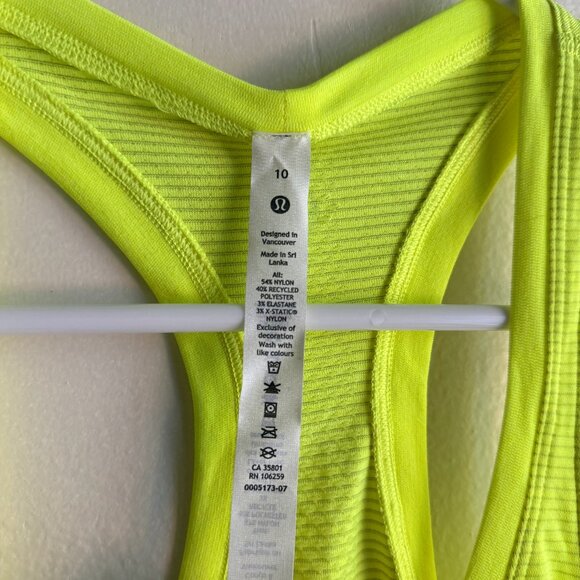 10
Designed in
Vancouver
Made in Sri
Lanka
All:
54% NYLON
40% RECYCLED
POLYESTER
3% ELASTANE
3% X-STATIC®
NYLON
Exclusive of
decoration
Wash with
like colours
CA 35801
RN 106259
0005173-07